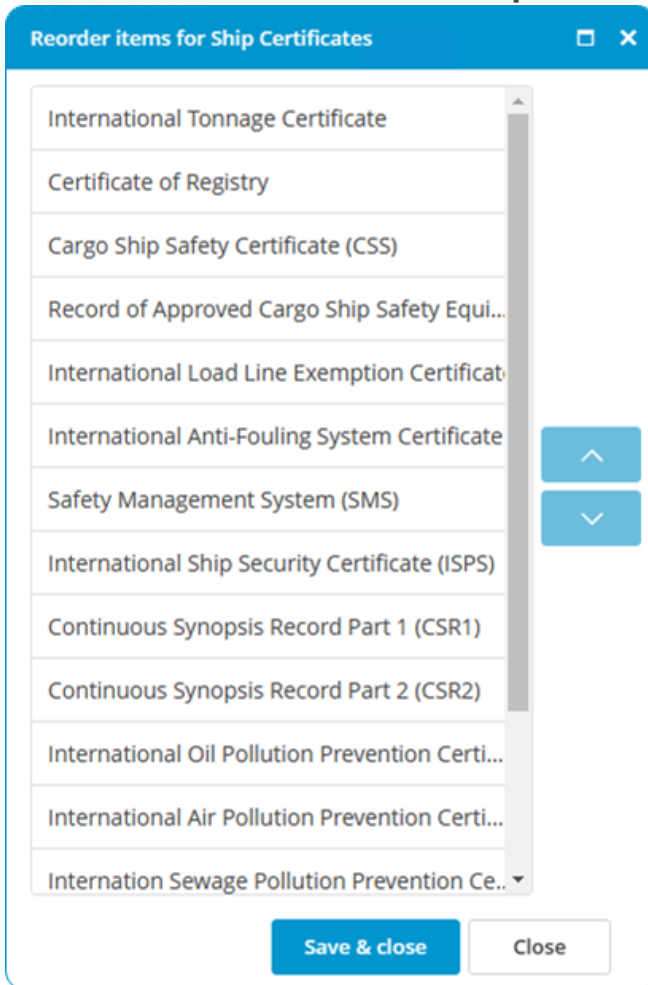 Reorder items for Ship Certificates
International Tonnage Certificate
Certificate of Registry
Cargo Ship Safety Certificate (CSS)
Record of Approved Cargo Ship Safety Equi...
International Load Line Exemption Certificat
International Anti-Fouling System Certificate
Safety Management System (SMS)
International Ship Security Certificate (ISPS)
Continuous Synopsis Record Part 1 (CSR1)
Continuous Synopsis Record Part 2 (CSR2)
International Oil Pollution Prevention Certi...
International Air Pollution Prevention Certi...
Internation Sewage Pollution Prevention Ce..
Save & close
Close